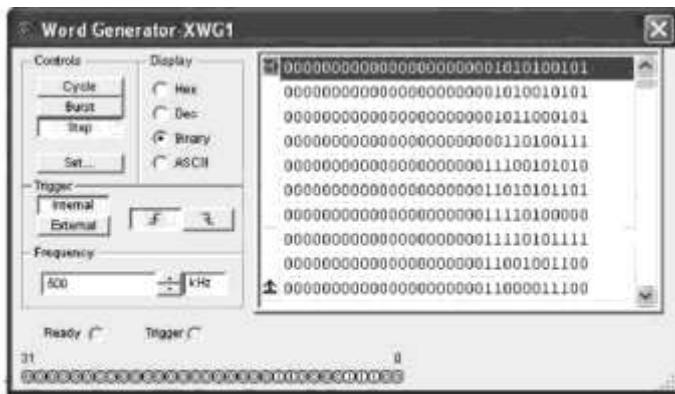 Word Generator-XWG1
Controls
Cycle
Burst
Step
Set...
Display
Hex
Dec
Binary
ASCII
Trigger
Internal
External
Frequency
500
kHz
Ready
Trigger
00000000000000000000001010100101
00000000000000000000001010010101
00000000000000000000001011000101
00000000000000000000000110100111
00000000000000000000011100101010
00000000000000000000011010101101
00000000000000000000011110100000
00000000000000000000011110101111
00000000000000000000011001001100
00000000000000000000011000011100
31
0